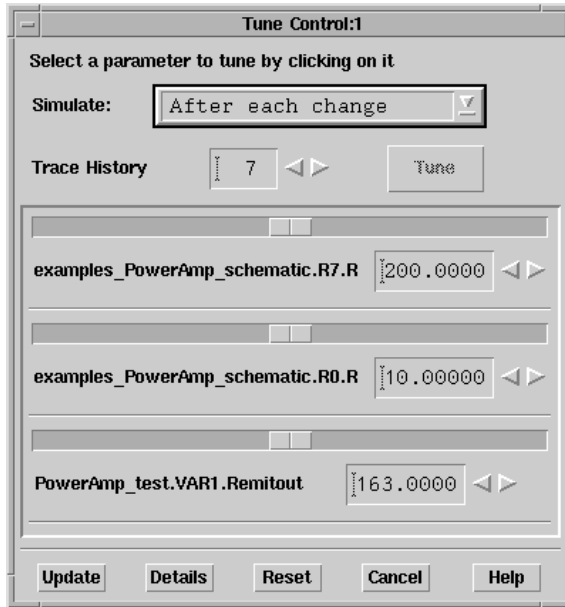 Tune Control:1
Select a parameter to tune by clicking on it
Simulate: After each change
Trace History 7 Tune
examples_PowerAmp_schematic.R7.R 200.0000
examples_PowerAmp_schematic.R0.R 10.00000
PowerAmp_test.VAR1.Remitout 163.0000
Update Details Reset Cancel Help